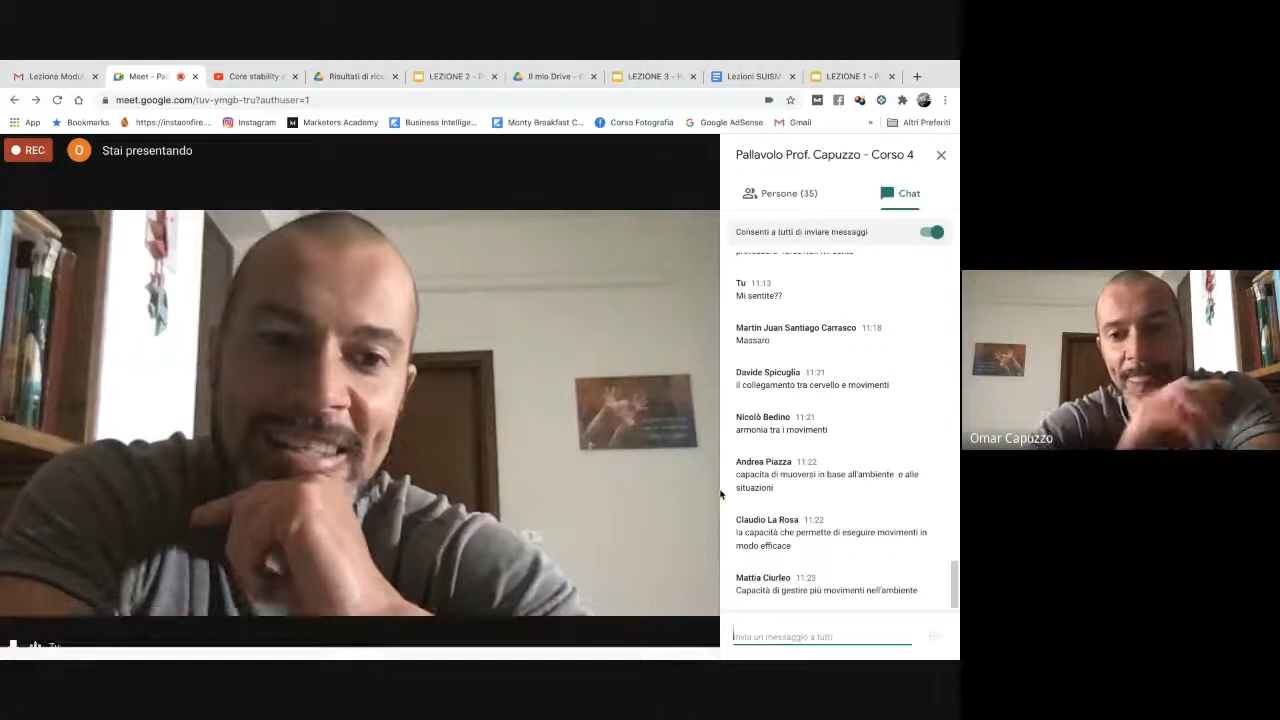 Lezione Modu
Meet - Pal
Core stability e
Risultati di rice
LEZIONE 2 - P
Il mio Drive - G
LEZIONE 3 - P
Lezioni SUISM
LEZIONE 1 - P
meet.google.com/tuv-ymgb-tru?authuser=1
App
Bookmarks
https://instaonfire....
Instagram
Marketers Academy
Business Intellige...
Monty Breakfast C...
Corso Fotografia
Google AdSense
Gmail
»
Altri Preferiti
REC
O
Stai presentando
Pallavolo Prof. Capuzzo - Corso 4
Persone (35)
Chat
Consenti a tutti di inviare messaggi
Tu 11:13
Mi sentite??
Martin Juan Santiago Carrasco 11:18
Massaro
Davide Spicuglia 11:21
il collegamento tra cervello e movimenti
Nicolò Bedino 11:21
armonia tra i movimenti
Andrea Piazza 11:22
capacita di muoversi in base all'ambiente e alle
situazioni
Claudio La Rosa 11:22
la capacità che permette di eseguire movimenti in
modo efficace
Mattia Ciurleo 11:23
Capacità di gestire più movimenti nell'ambiente
Invia un messaggio a tutti
Omar Capuzzo